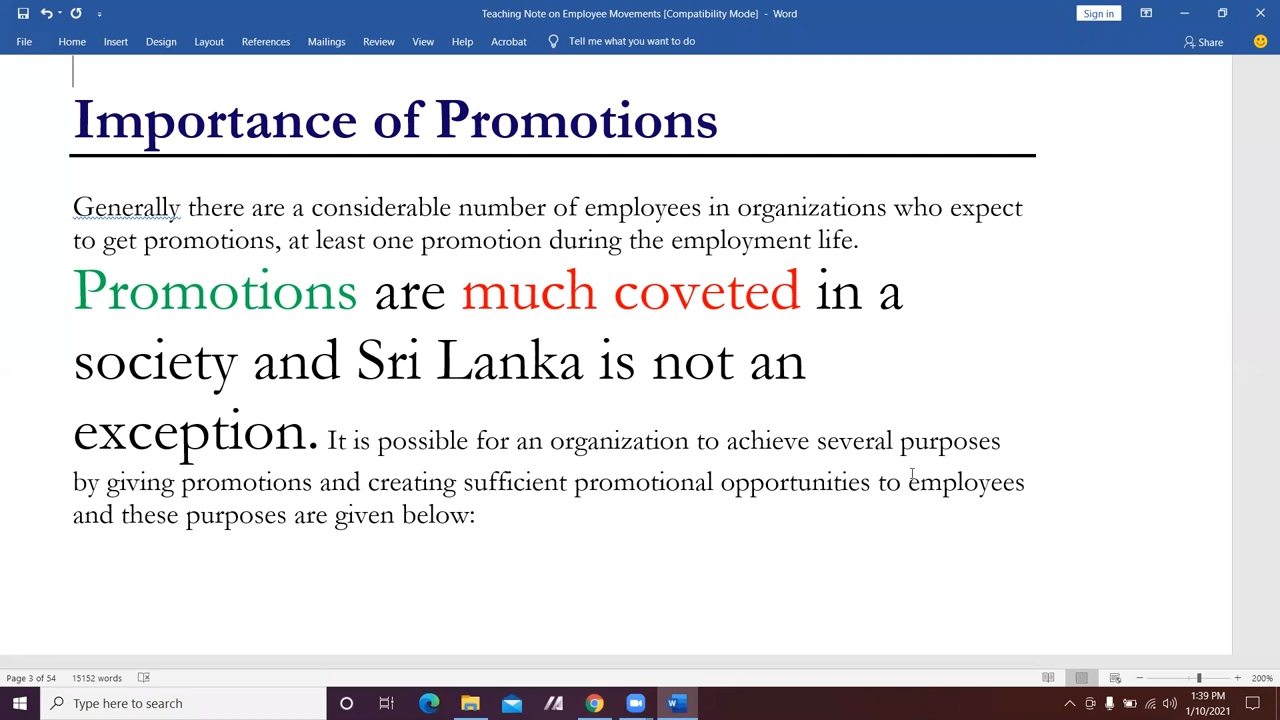 Teaching Note on Employee Movements [Compatibility Mode] - Word
Sign in
File Home Insert Design Layout References Mailings Review View Help Acrobat Tell me what you want to do Share
Importance of Promotions
Generally there are a considerable number of employees in organizations who expect
to get promotions, at least one promotion during the employment life.
Promotions are much coveted in a
society and Sri Lanka is not an
exception. It is possible for an organization to achieve several purposes
by giving promotions and creating sufficient promotional opportunities to employees
and these purposes are given below:
Page 3 of 54 15152 words 200%
Type here to search
1:39 PM
1/10/2021